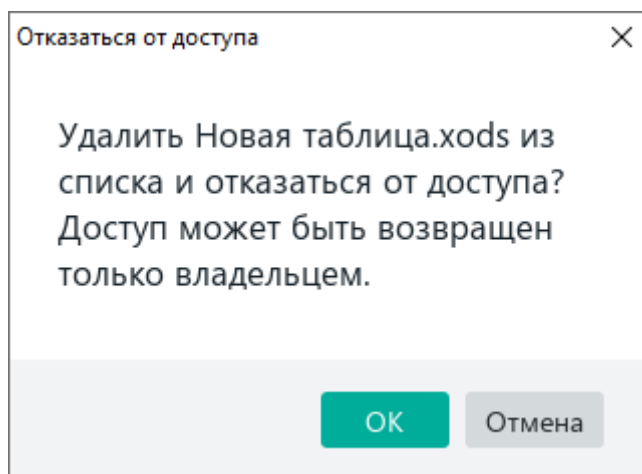 Отказаться от доступа
Удалить Новая таблица.xods из
списка и отказаться от доступа?
Доступ может быть возвращен
только владельцем.
ОК
Отмена